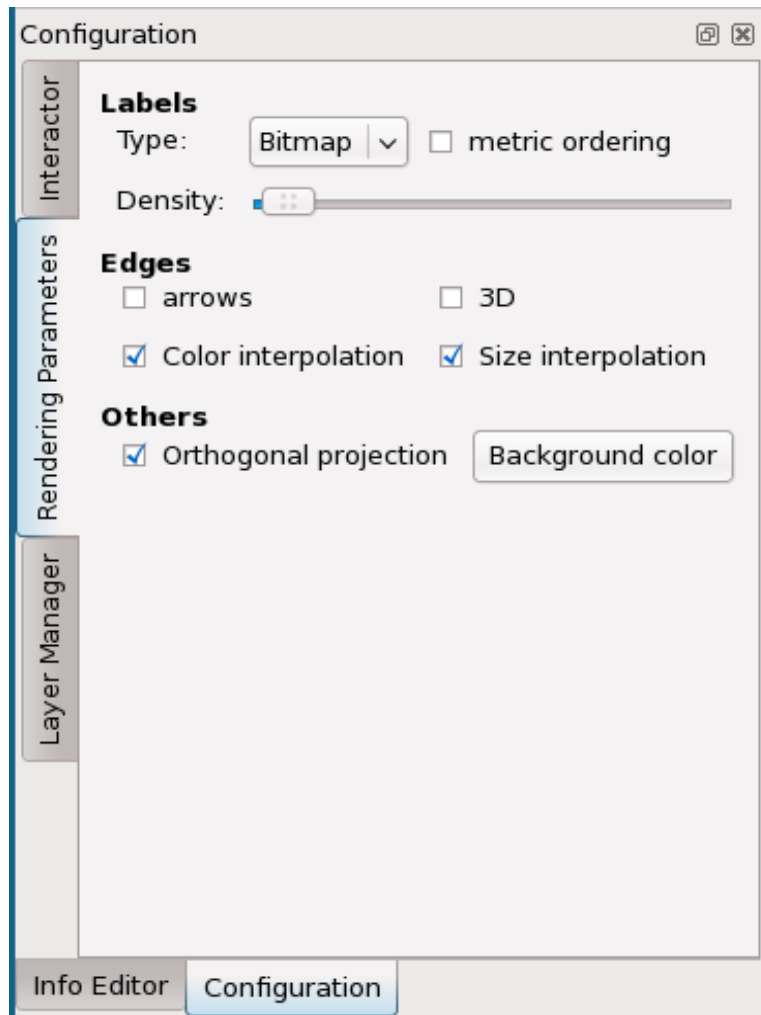 Configuration
Interactor
Rendering Parameters
Layer Manager
Labels
Type: Bitmap metric ordering
Density:
Edges
arrows 3D
Color interpolation Size interpolation
Others
Orthogonal projection Background color
Info Editor Configuration